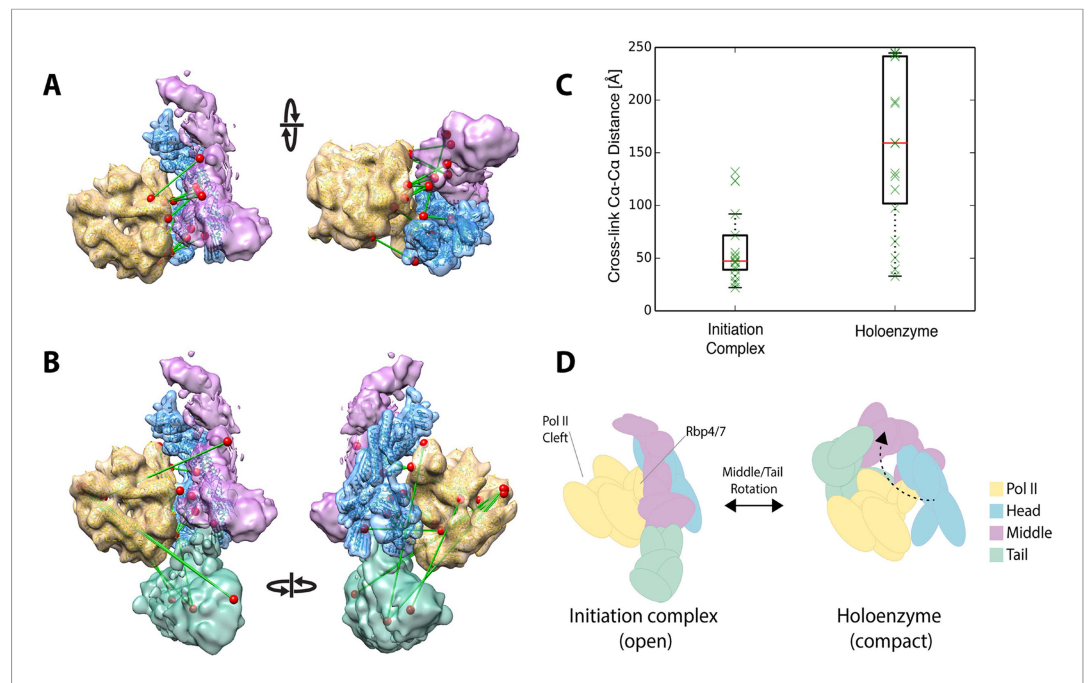 A
B
C
Cross-link Cα-Cα Distance [Å]
250
200
150
100
50
0
Initiation
Complex
Holoenzyme
D
Pol II
Cleft
Rbp4/7
Middle/Tail
Rotation
Pol II
Head
Middle
Tail
Initiation complex
(open)
Holoenzyme
(compact)